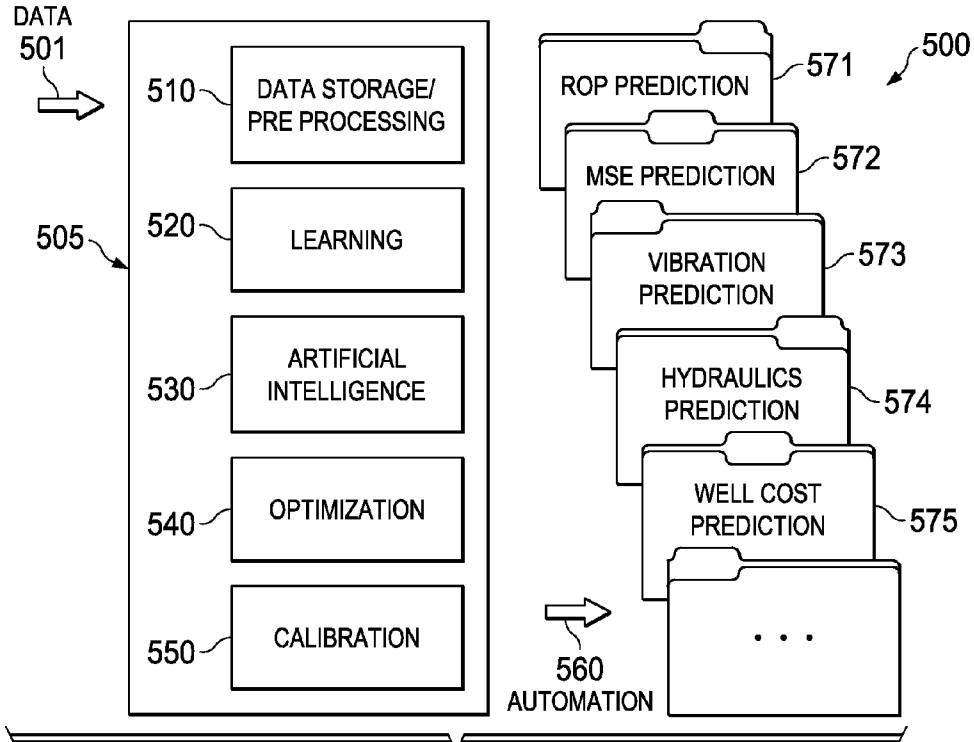 DATA
501
505
510
DATA STORAGE/
PRE PROCESSING
520
LEARNING
530
ARTIFICIAL
INTELLIGENCE
540
OPTIMIZATION
550
CALIBRATION
560
AUTOMATION
500
571
ROP PREDICTION
572
MSE PREDICTION
573
VIBRATION
PREDICTION
574
HYDRAULICS
PREDICTION
575
WELL COST
PREDICTION
. . .